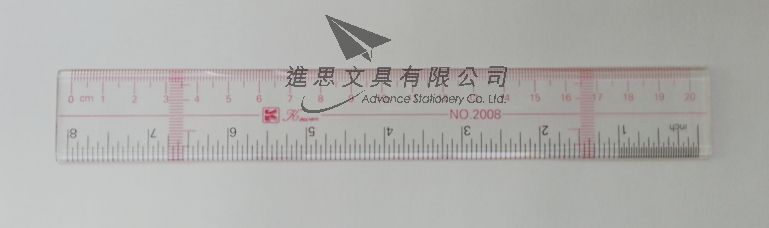 進思文具有限公司
Advance Stationery Co. Ltd.
0 cm 1 2 3 4 5 6 7 8 9 10 11 12 13 14 15 16 17 18 19 20
NO.2008
8 7 6 5 4 3 2 1 inch